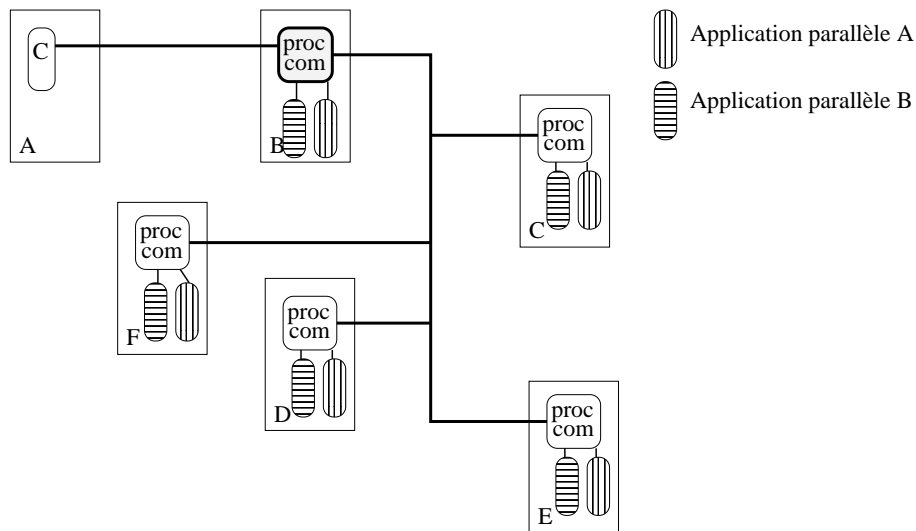 C
proc
com
A
B
Application parallèle A
Application parallèle B
proc
com
C
proc
com
F
proc
com
D
proc
com
E